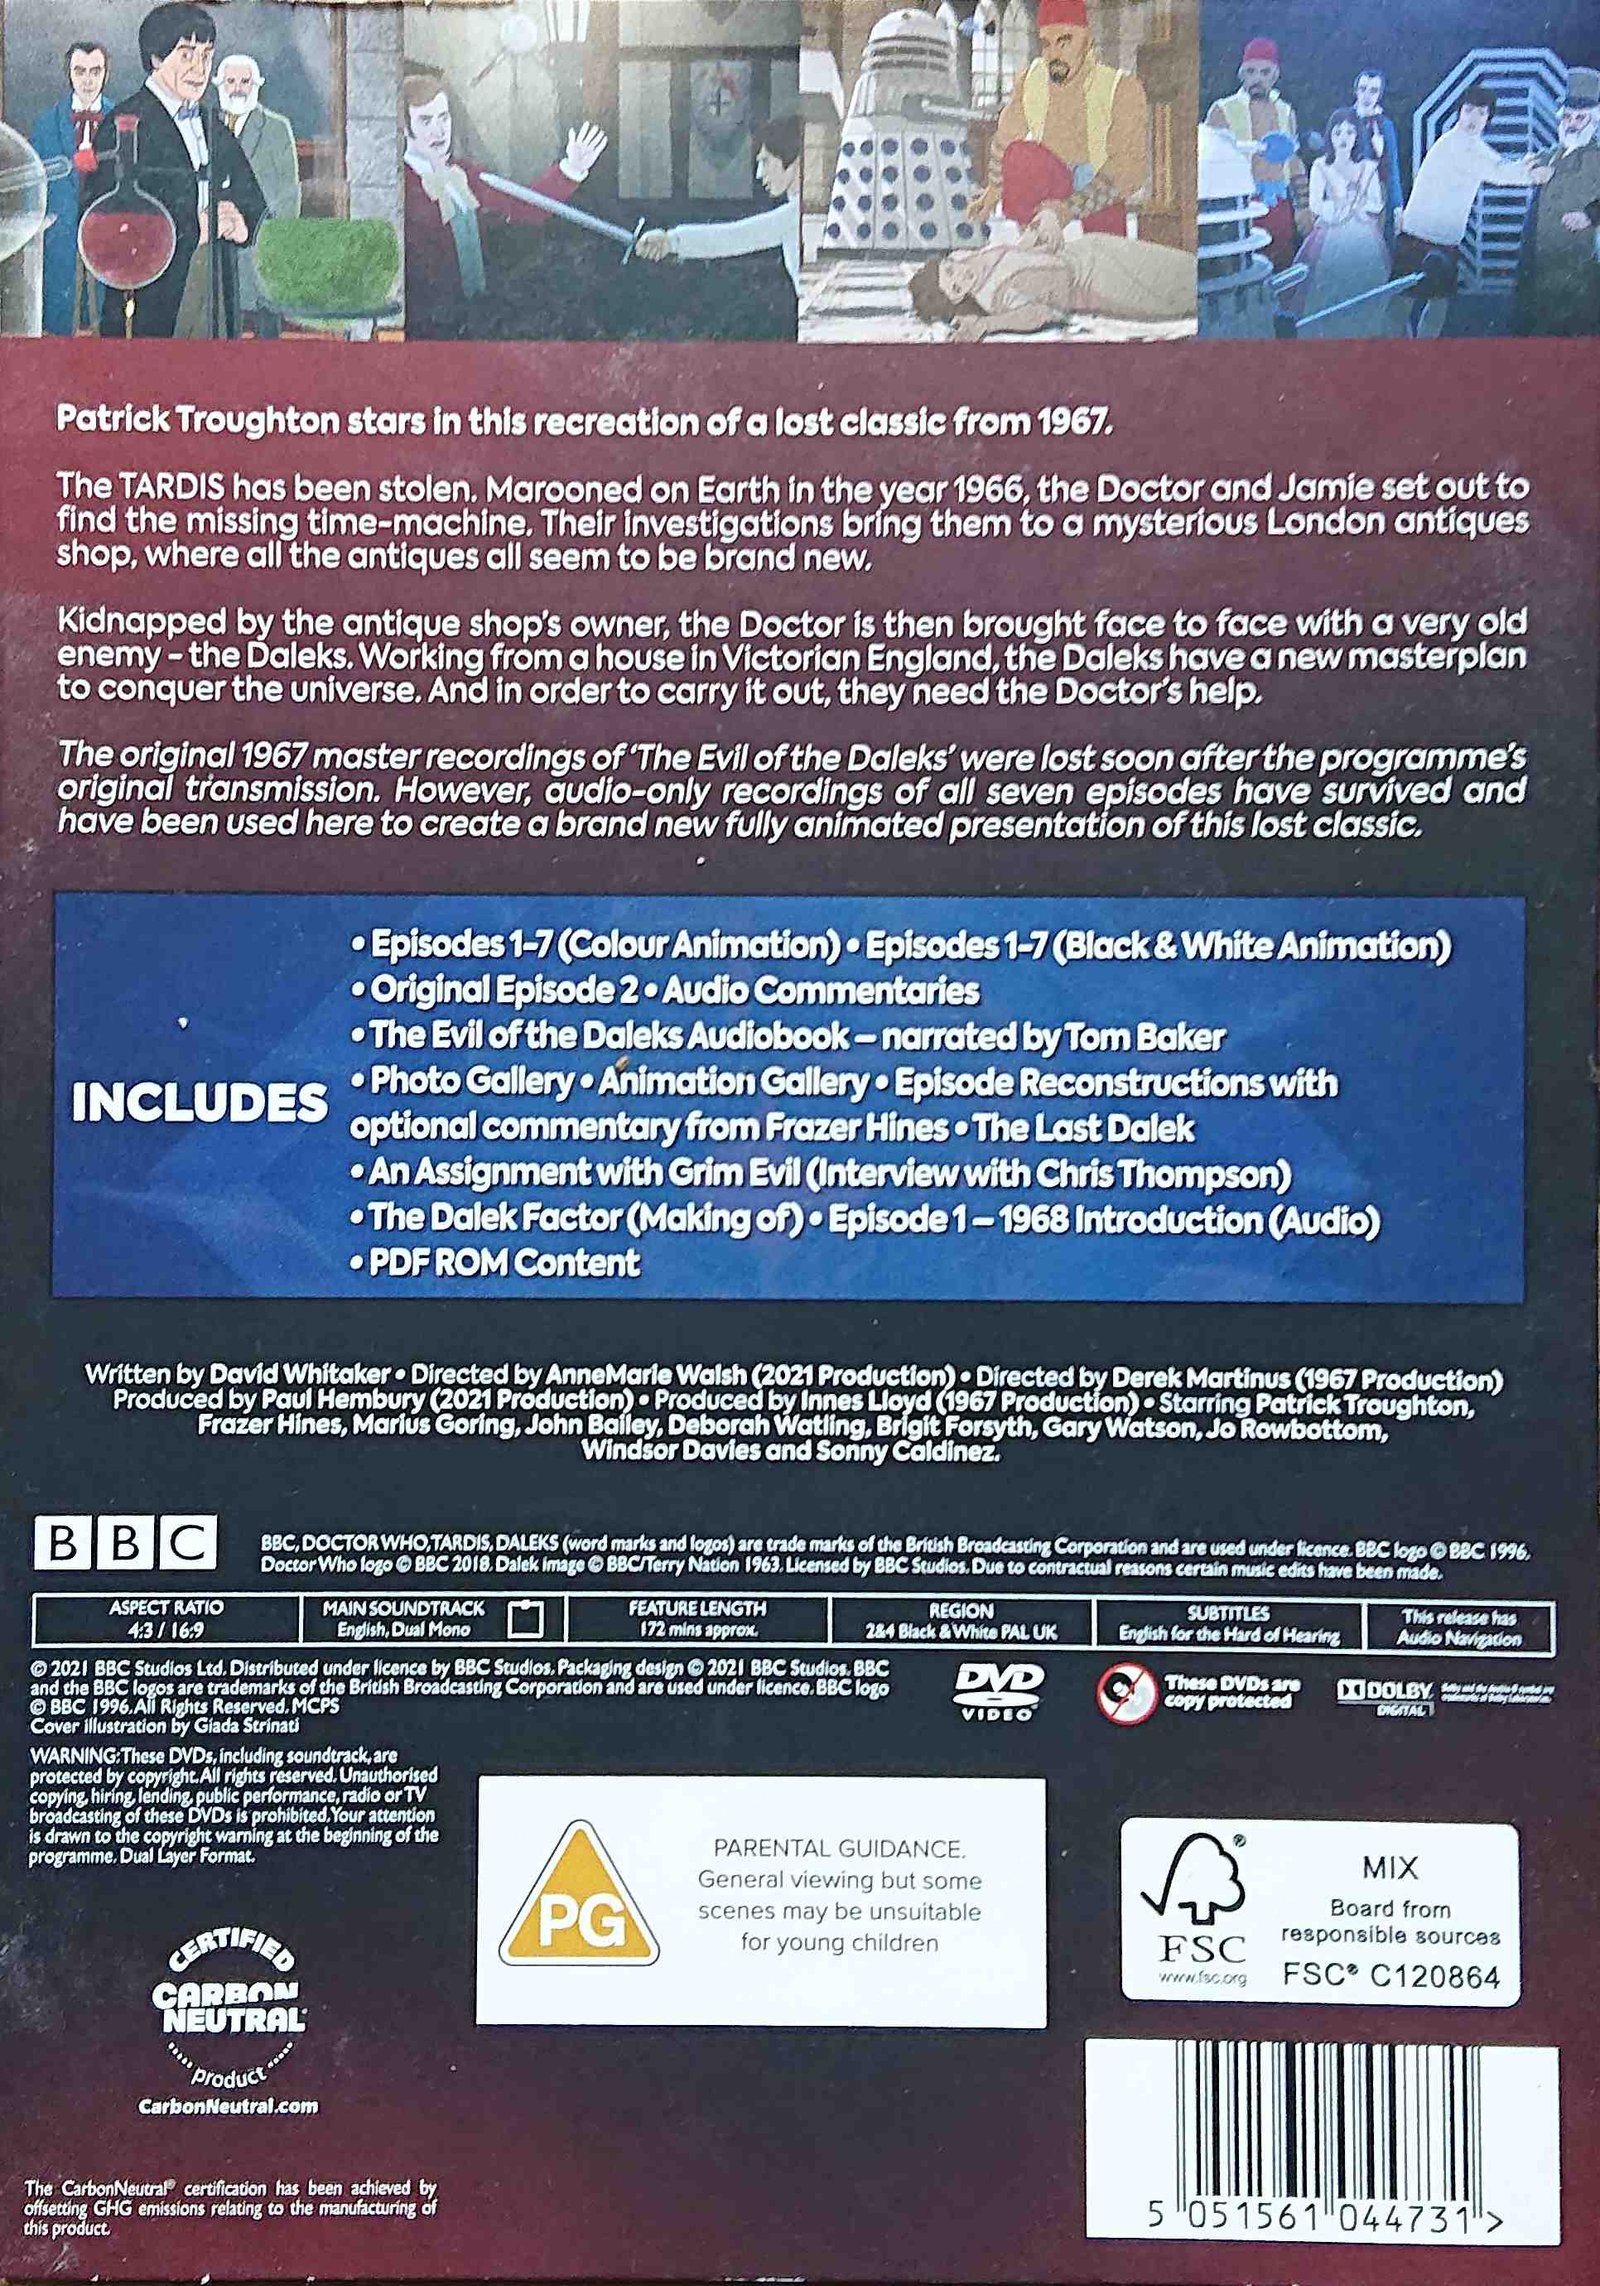 Patrick Troughton stars in this recreation of a lost classic from 1967.
The TARDIS has been stolen. Marooned on Earth in the year 1966, the Doctor and Jamie set out to
find the missing time-machine. Their investigations bring them to a mysterious London antiques
shop, where all the antiques all seem to be brand new.
Kidnapped by the antique shop's owner, the Doctor is then brought face to face with a very old
enemy - the Daleks. Working from a house in Victorian England, the Daleks have a new masterplan
to conquer the universe. And in order to carry it out, they need the Doctor's help.
The original 1967 master recordings of 'The Evil of the Daleks' were lost soon after the programme's
original transmission. However, audio-only recordings of all seven episodes have survived and
have been used here to create a brand new fully animated presentation of this lost classic.
INCLUDES
• Episodes 1-7 (Colour Animation) • Episodes 1-7 (Black & White Animation)
• Original Episode 2 • Audio Commentaries
• The Evil of the Daleks Audiobook – narrated by Tom Baker
• Photo Gallery • Animation Gallery • Episode Reconstructions with
optional commentary from Frazer Hines • The Last Dalek
• An Assignment with Grim Evil (Interview with Chris Thompson)
• The Dalek Factor (Making of) • Episode 1 – 1968 Introduction (Audio)
• PDF ROM Content
Written by David Whitaker • Directed by AnneMarie Walsh (2021 Production) • Directed by Derek Martinus (1967 Production)
Produced by Paul Hembury (2021 Production) • Produced by Innes Lloyd (1967 Production) • Starring Patrick Troughton,
Frazer Hines, Marius Goring, John Bailey, Deborah Watling, Brigit Forsyth, Gary Watson, Jo Rowbottom,
Windsor Davies and Sonny Caldinez.
BBC
BBC, DOCTOR WHO, TARDIS, DALEKS (word marks and logos) are trade marks of the British Broadcasting Corporation and are used under licence. BBC logo © BBC 1996.
Doctor Who logo © BBC 2018. Dalek image © BBC/Terry Nation 1963. Licensed by BBC Studios. Due to contractual reasons certain music edits have been made.
ASPECT RATIO
4:3 / 16:9
MAIN SOUNDTRACK
English, Dual Mono
FEATURE LENGTH
172 mins approx.
REGION
2&4 Black & White PAL UK
SUBTITLES
English for the Hard of Hearing
This release has
Audio Navigation
© 2021 BBC Studios Ltd. Distributed under licence by BBC Studios. Packaging design © 2021 BBC Studios. BBC
and the BBC logos are trademarks of the British Broadcasting Corporation and are used under licence. BBC logo
© BBC 1996. All Rights Reserved. MCPS
Cover illustration by Giada Strinati
DVD
VIDEO
These DVDs are
copy protected
DOLBY
DIGITAL
WARNING: These DVDs, including soundtrack, are
protected by copyright. All rights reserved. Unauthorised
copying, hiring, lending, public performance, radio or TV
broadcasting of these DVDs is prohibited. Your attention
is drawn to the copyright warning at the beginning of the
programme. Dual Layer Format.
PG
PARENTAL GUIDANCE.
General viewing but some
scenes may be unsuitable
for young children
FSC
www.fsc.org
MIX
Board from
responsible sources
FSC® C120864
CERTIFIED
CARBON
NEUTRAL
product
CarbonNeutral.com
The CarbonNeutral® certification has been achieved by
offsetting GHG emissions relating to the manufacturing of
this product.
5 051561 044731 >